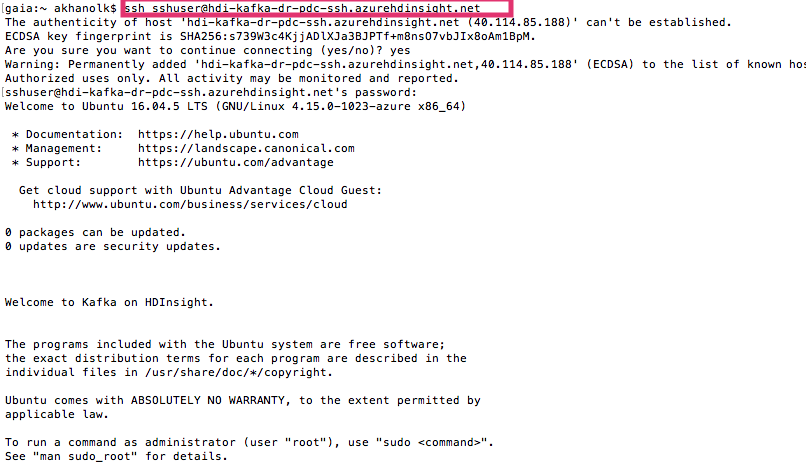 [gaia:~ akhanolk$ ssh sshuser@hdi-kafka-dr-pdc-ssh.azurehdinsight.net
The authenticity of host 'hdi-kafka-dr-pdc-ssh.azurehdinsight.net (40.114.85.188)' can't be established.
ECDSA key fingerprint is SHA256:s739W3c4KjjADlXJa3BJPTf+m8nsO7vbJIx8oAm1BpM.
Are you sure you want to continue connecting (yes/no)? yes
Warning: Permanently added 'hdi-kafka-dr-pdc-ssh.azurehdinsight.net,40.114.85.188' (ECDSA) to the list of known hos
Authorized uses only. All activity may be monitored and reported.
[sshuser@hdi-kafka-dr-pdc-ssh.azurehdinsight.net's password:
Welcome to Ubuntu 16.04.5 LTS (GNU/Linux 4.15.0-1023-azure x86_64)
* Documentation:  https://help.ubuntu.com
* Management:     https://landscape.canonical.com
* Support:        https://ubuntu.com/advantage
Get cloud support with Ubuntu Advantage Cloud Guest:
http://www.ubuntu.com/business/services/cloud
0 packages can be updated.
0 updates are security updates.
Welcome to Kafka on HDInsight.
The programs included with the Ubuntu system are free software;
the exact distribution terms for each program are described in the
individual files in /usr/share/doc/*/copyright.
Ubuntu comes with ABSOLUTELY NO WARRANTY, to the extent permitted by
applicable law.
To run a command as administrator (user "root"), use "sudo <command>".
See "man sudo_root" for details.